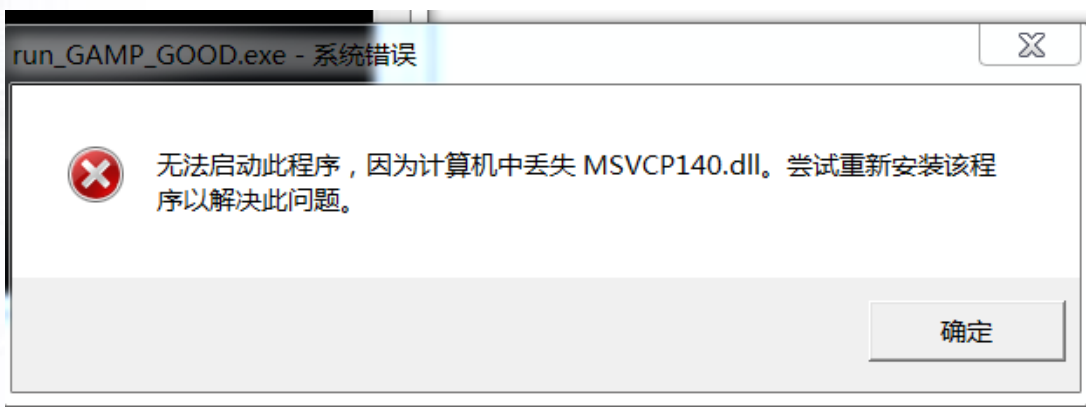 run_GAMP_GOOD.exe - 系统错误
无法启动此程序，因为计算机中丢失 MSVCP140.dll。尝试重新安装该程
序以解决此问题。
确定